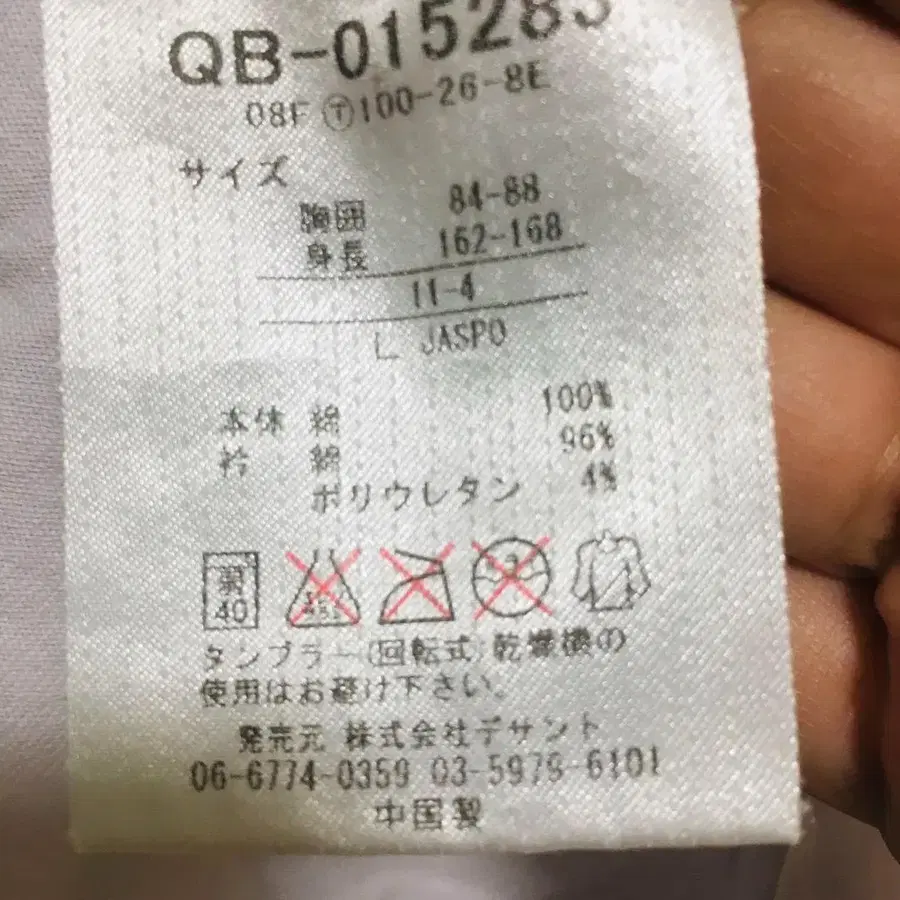 QB-015283
08F Ⓣ100-26-8E
サイズ
胸囲 84-88
身長 162-168
11-4
L JASPO
本体 綿 100%
衿 綿 96%
ポリウレタン 4%
40
タンブラー(回転式)乾燥機の
使用はお避け下さい。
発売元 株式会社デサント
06-6774-0359 03-5979-6101
中国製